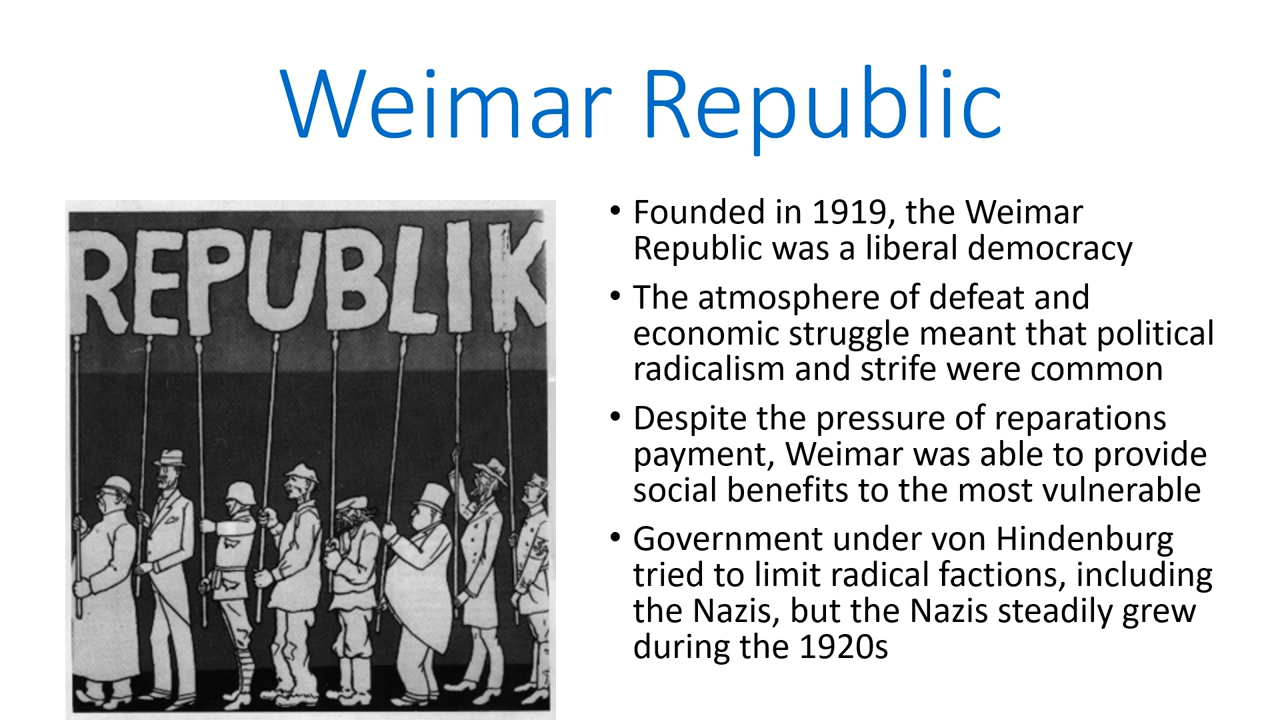 Weimar Republic
REPUBLIK
• Founded in 1919, the Weimar
Republic was a liberal democracy
• The atmosphere of defeat and
economic struggle meant that political
radicalism and strife were common
• Despite the pressure of reparations
payment, Weimar was able to provide
social benefits to the most vulnerable
• Government under von Hindenburg
tried to limit radical factions, including
the Nazis, but the Nazis steadily grew
during the 1920s